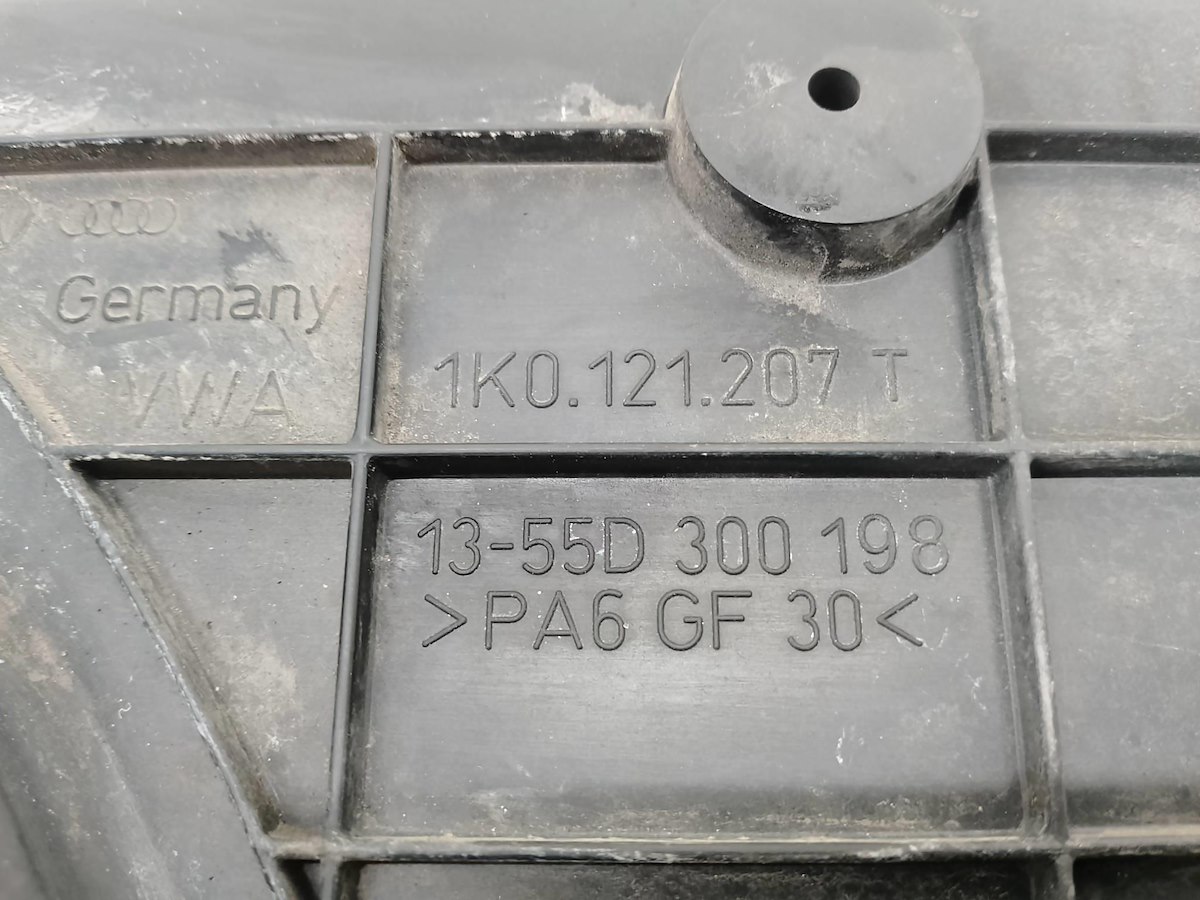 Germany
VWA
1K0.121.207 T
13-55D 300 198
>PA6 GF 30<